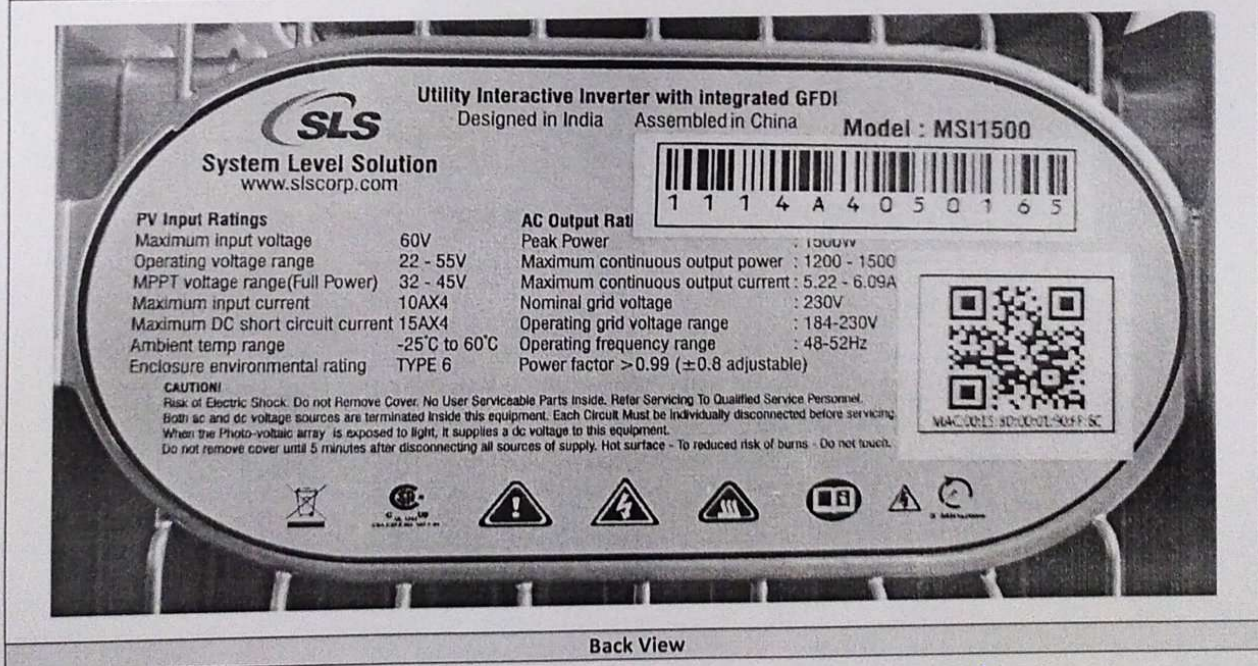 SLS
System Level Solution
www.slscorp.com
Utility Interactive Inverter with integrated GFDI
Designed in India Assembled in China
Model : MSI1500
1 1 1 4 A 4 0 5 0 1 6 5
PV Input Ratings
Maximum input voltage 60V
Operating voltage range 22 - 55V
MPPT voltage range(Full Power) 32 - 45V
Maximum input current 10AX4
Maximum DC short circuit current 15AX4
Ambient temp range -25°C to 60°C
Enclosure environmental rating TYPE 6
AC Output Rati
Peak Power : 1500W
Maximum continuous output power : 1200 - 1500
Maximum continuous output current : 5.22 - 6.09A
Nominal grid voltage : 230V
Operating grid voltage range : 184-230V
Operating frequency range : 48-52Hz
Power factor >0.99 (±0.8 adjustable)
CAUTION!
Risk of Electric Shock. Do not Remove Cover. No User Serviceable Parts Inside. Refer Servicing To Qualified Service Personnel.
Both ac and dc voltage sources are terminated Inside this equipment. Each Circuit Must be Individually disconnected before servicing
When the Photo-voltaic array is exposed to light, it supplies a dc voltage to this equipment.
Do not remove cover until 5 minutes after disconnecting all sources of supply. Hot surface - To reduced risk of burns - Do not touch.
Back View